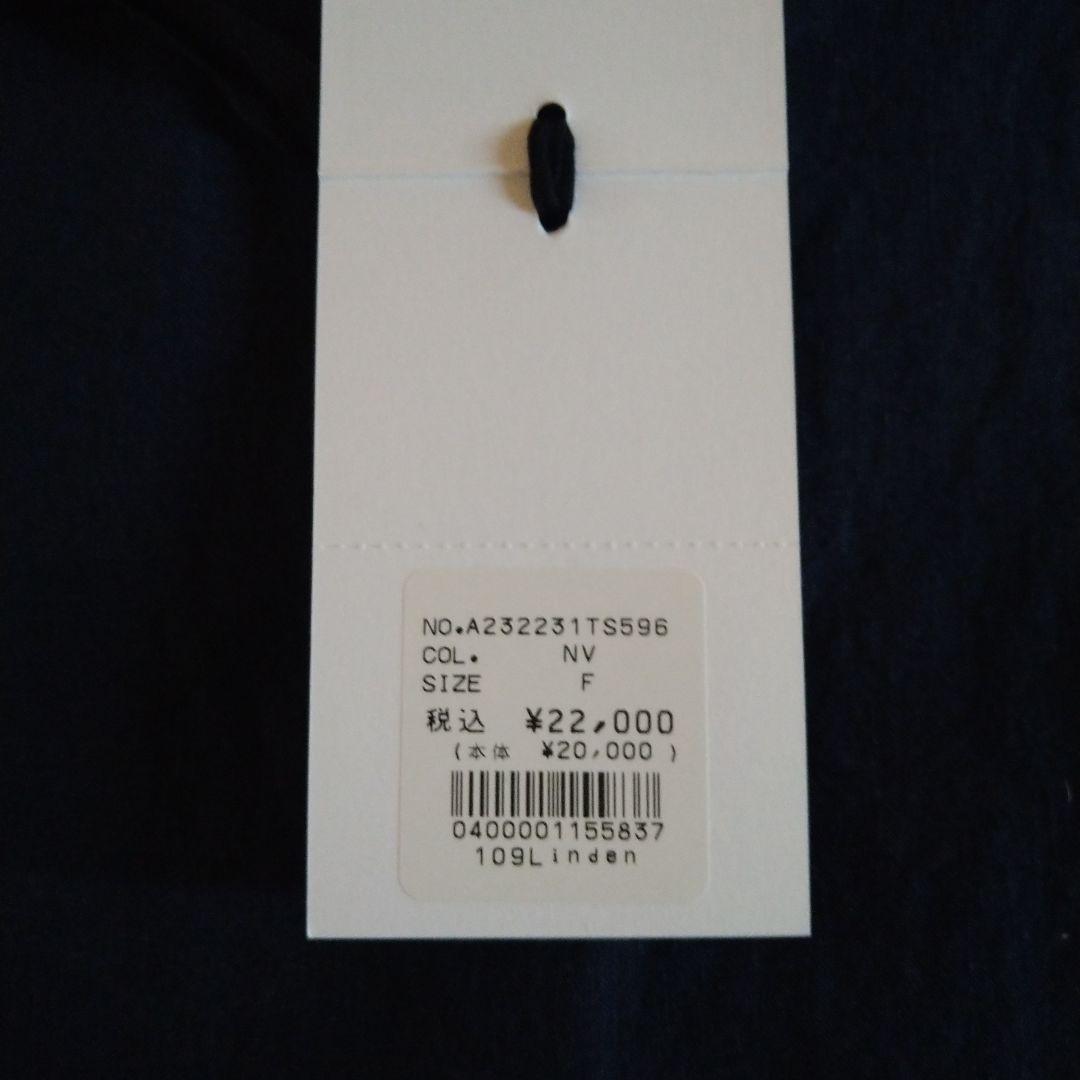 NO.A232231TS596
COL. NV
SIZE F
税込 ¥22,000
(本体 ¥20,000 )
0400001155837
109Linden